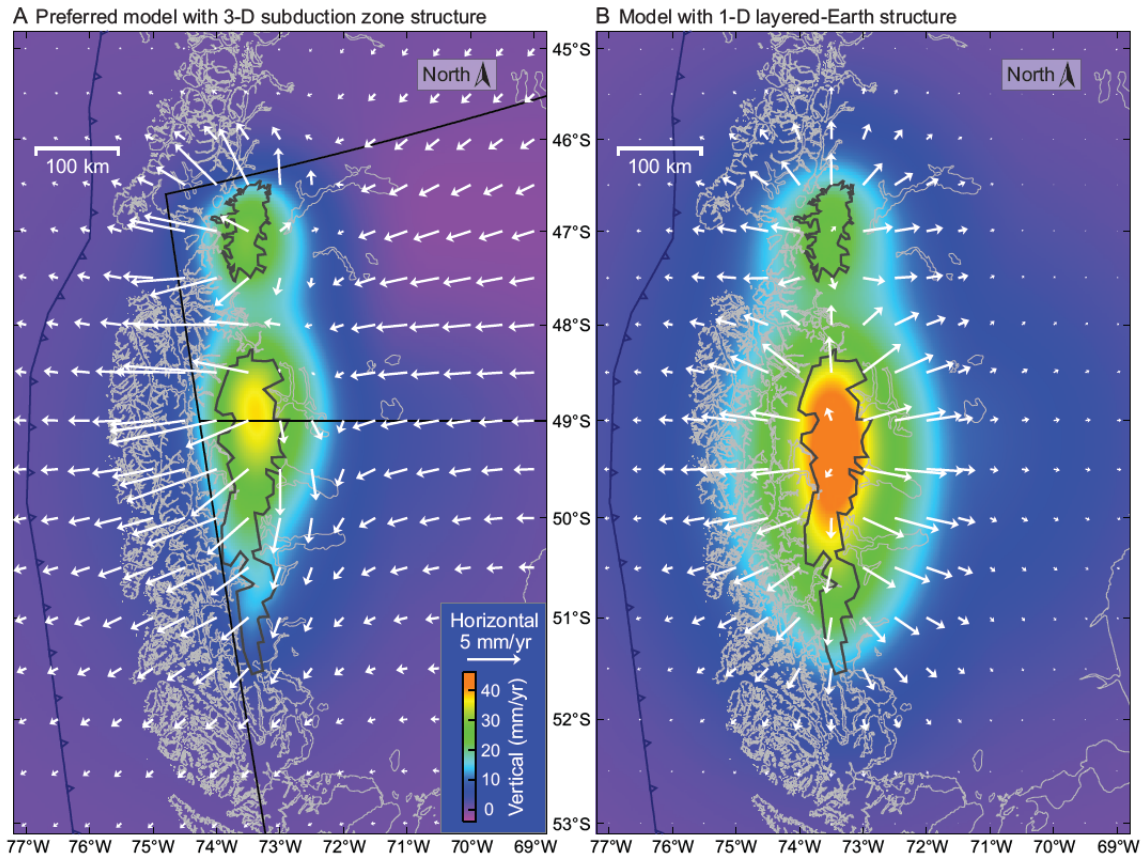 A Preferred model with 3-D subduction zone structure
B Model with 1-D layered-Earth structure
North
North
45°S
46°S
47°S
48°S
49°S
50°S
51°S
52°S
53°S
100 km
100 km
Horizontal
5 mm/yr
40
30
20
10
0
Vertical (mm/yr)
77°W 76°W 75°W 74°W 73°W 72°W 71°W 70°W 69°W
77°W 76°W 75°W 74°W 73°W 72°W 71°W 70°W 69°W